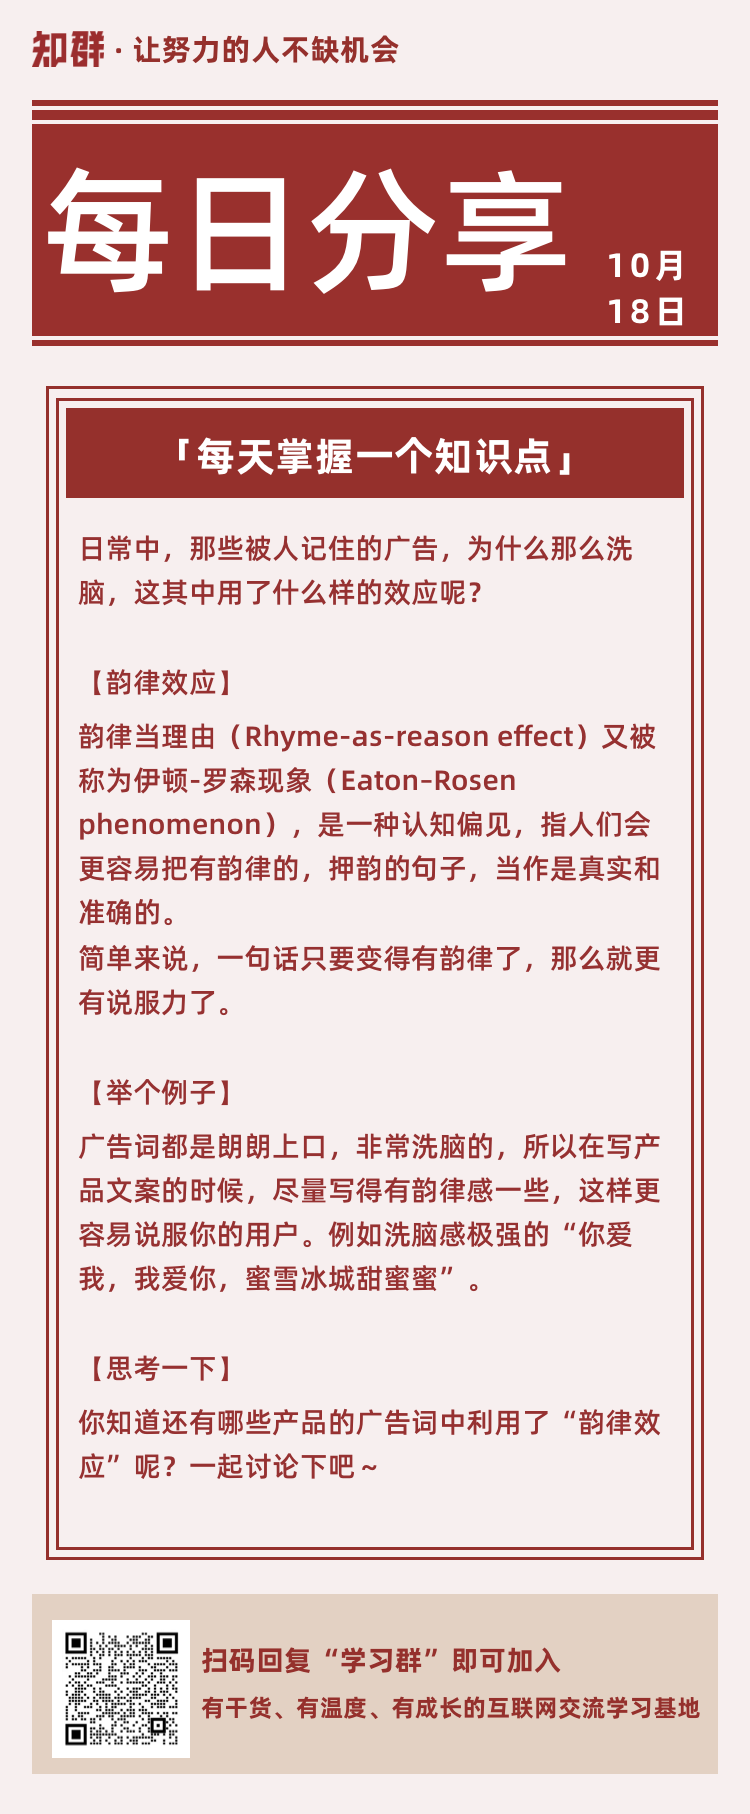 知群 · 让努力的人不缺机会
每日分享
10月
18日
「每天掌握一个知识点」
日常中，那些被人记住的广告，为什么那么洗
脑，这其中用了什么样的效应呢？
【韵律效应】
韵律当理由（Rhyme-as-reason effect）又被
称为伊顿-罗森现象（Eaton–Rosen
phenomenon），是一种认知偏见，指人们会
更容易把有韵律的，押韵的句子，当作是真实和
准确的。
简单来说，一句话只要变得有韵律了，那么就更
有说服力了。
【举个例子】
广告词都是朗朗上口，非常洗脑的，所以在写产
品文案的时候，尽量写得有韵律感一些，这样更
容易说服你的用户。例如洗脑感极强的“你爱
我，我爱你，蜜雪冰城甜蜜蜜”。
【思考一下】
你知道还有哪些产品的广告词中利用了“韵律效
应”呢？一起讨论下吧～
扫码回复“学习群”即可加入
有干货、有温度、有成长的互联网交流学习基地